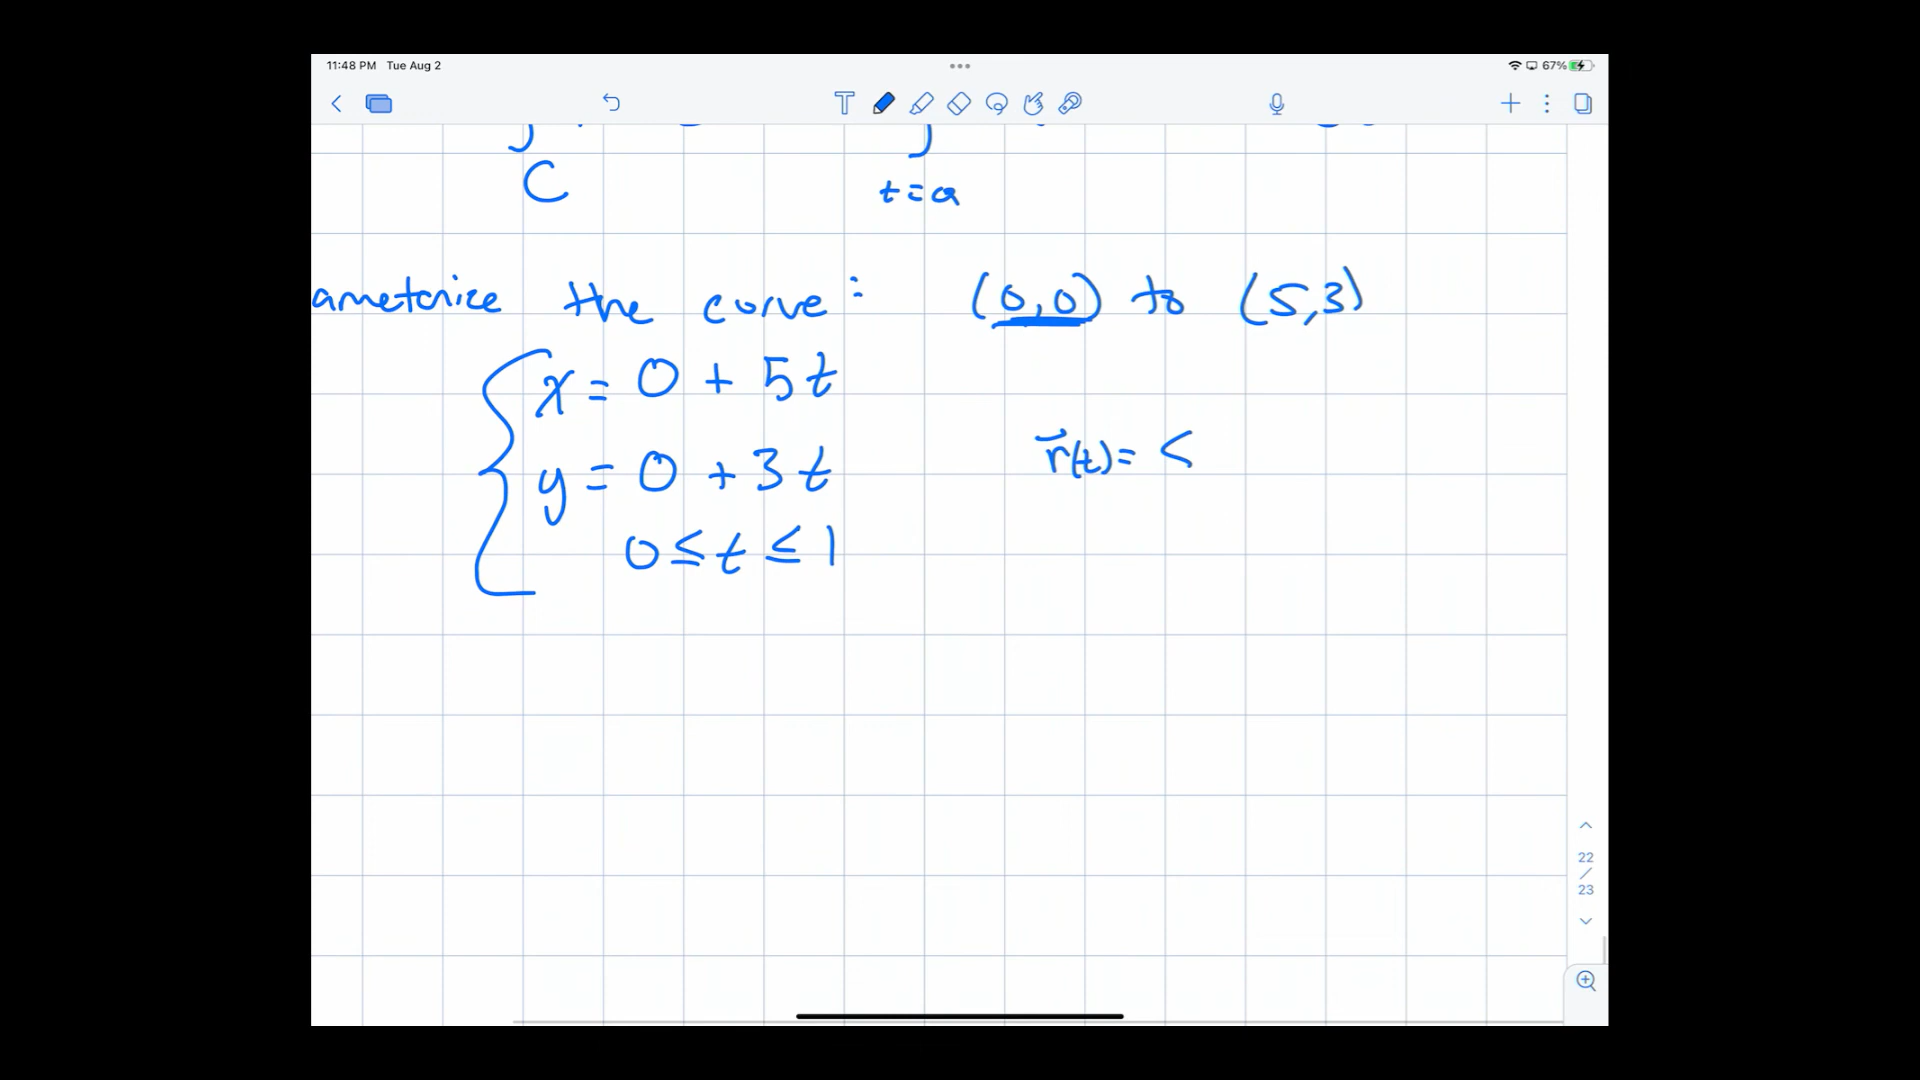 11:48 PM Tue Aug 2
67%
C
t=a
ametorize the curve: (0,0) to (5,3)
x = 0 + 5t
r⃗(t) = <
y = 0 + 3t
0 ≤ t ≤ 1
22
/
23